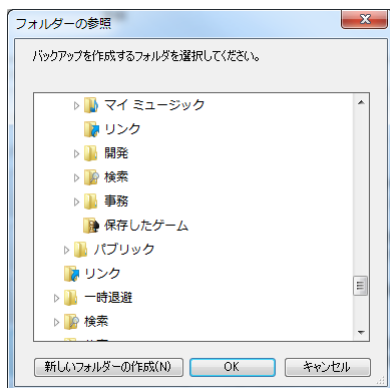 フォルダーの参照
バックアップを作成するフォルダを選択してください。
マイ ミュージック
リンク
開発
検索
事務
保存したゲーム
パブリック
リンク
一時退避
検索
新しいフォルダーの作成(N)
OK
キャンセル